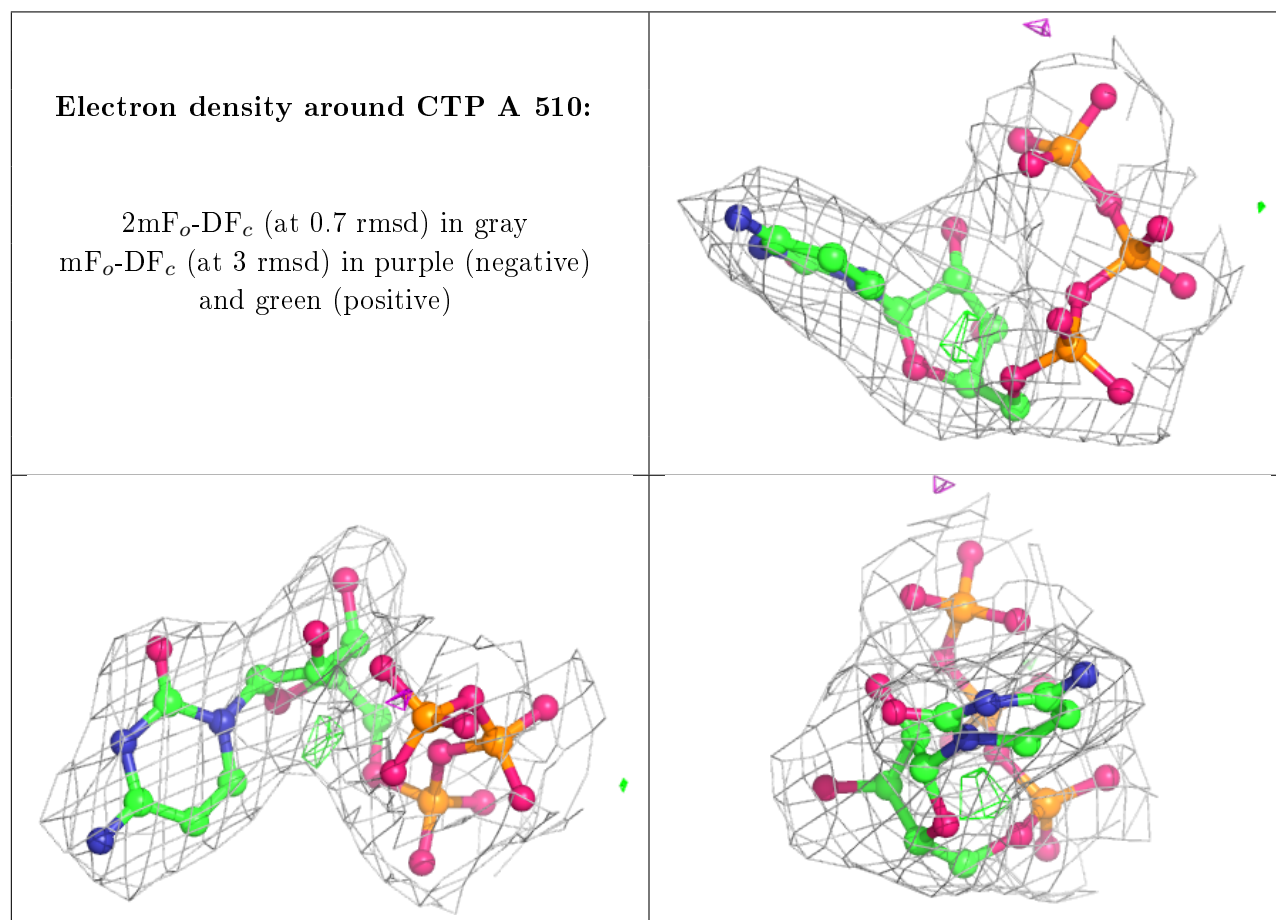 Electron density around CTP A 510:
2mFₒ-DF𝒸 (at 0.7 rmsd) in gray
mFₒ-DF𝒸 (at 3 rmsd) in purple (negative)
and green (positive)